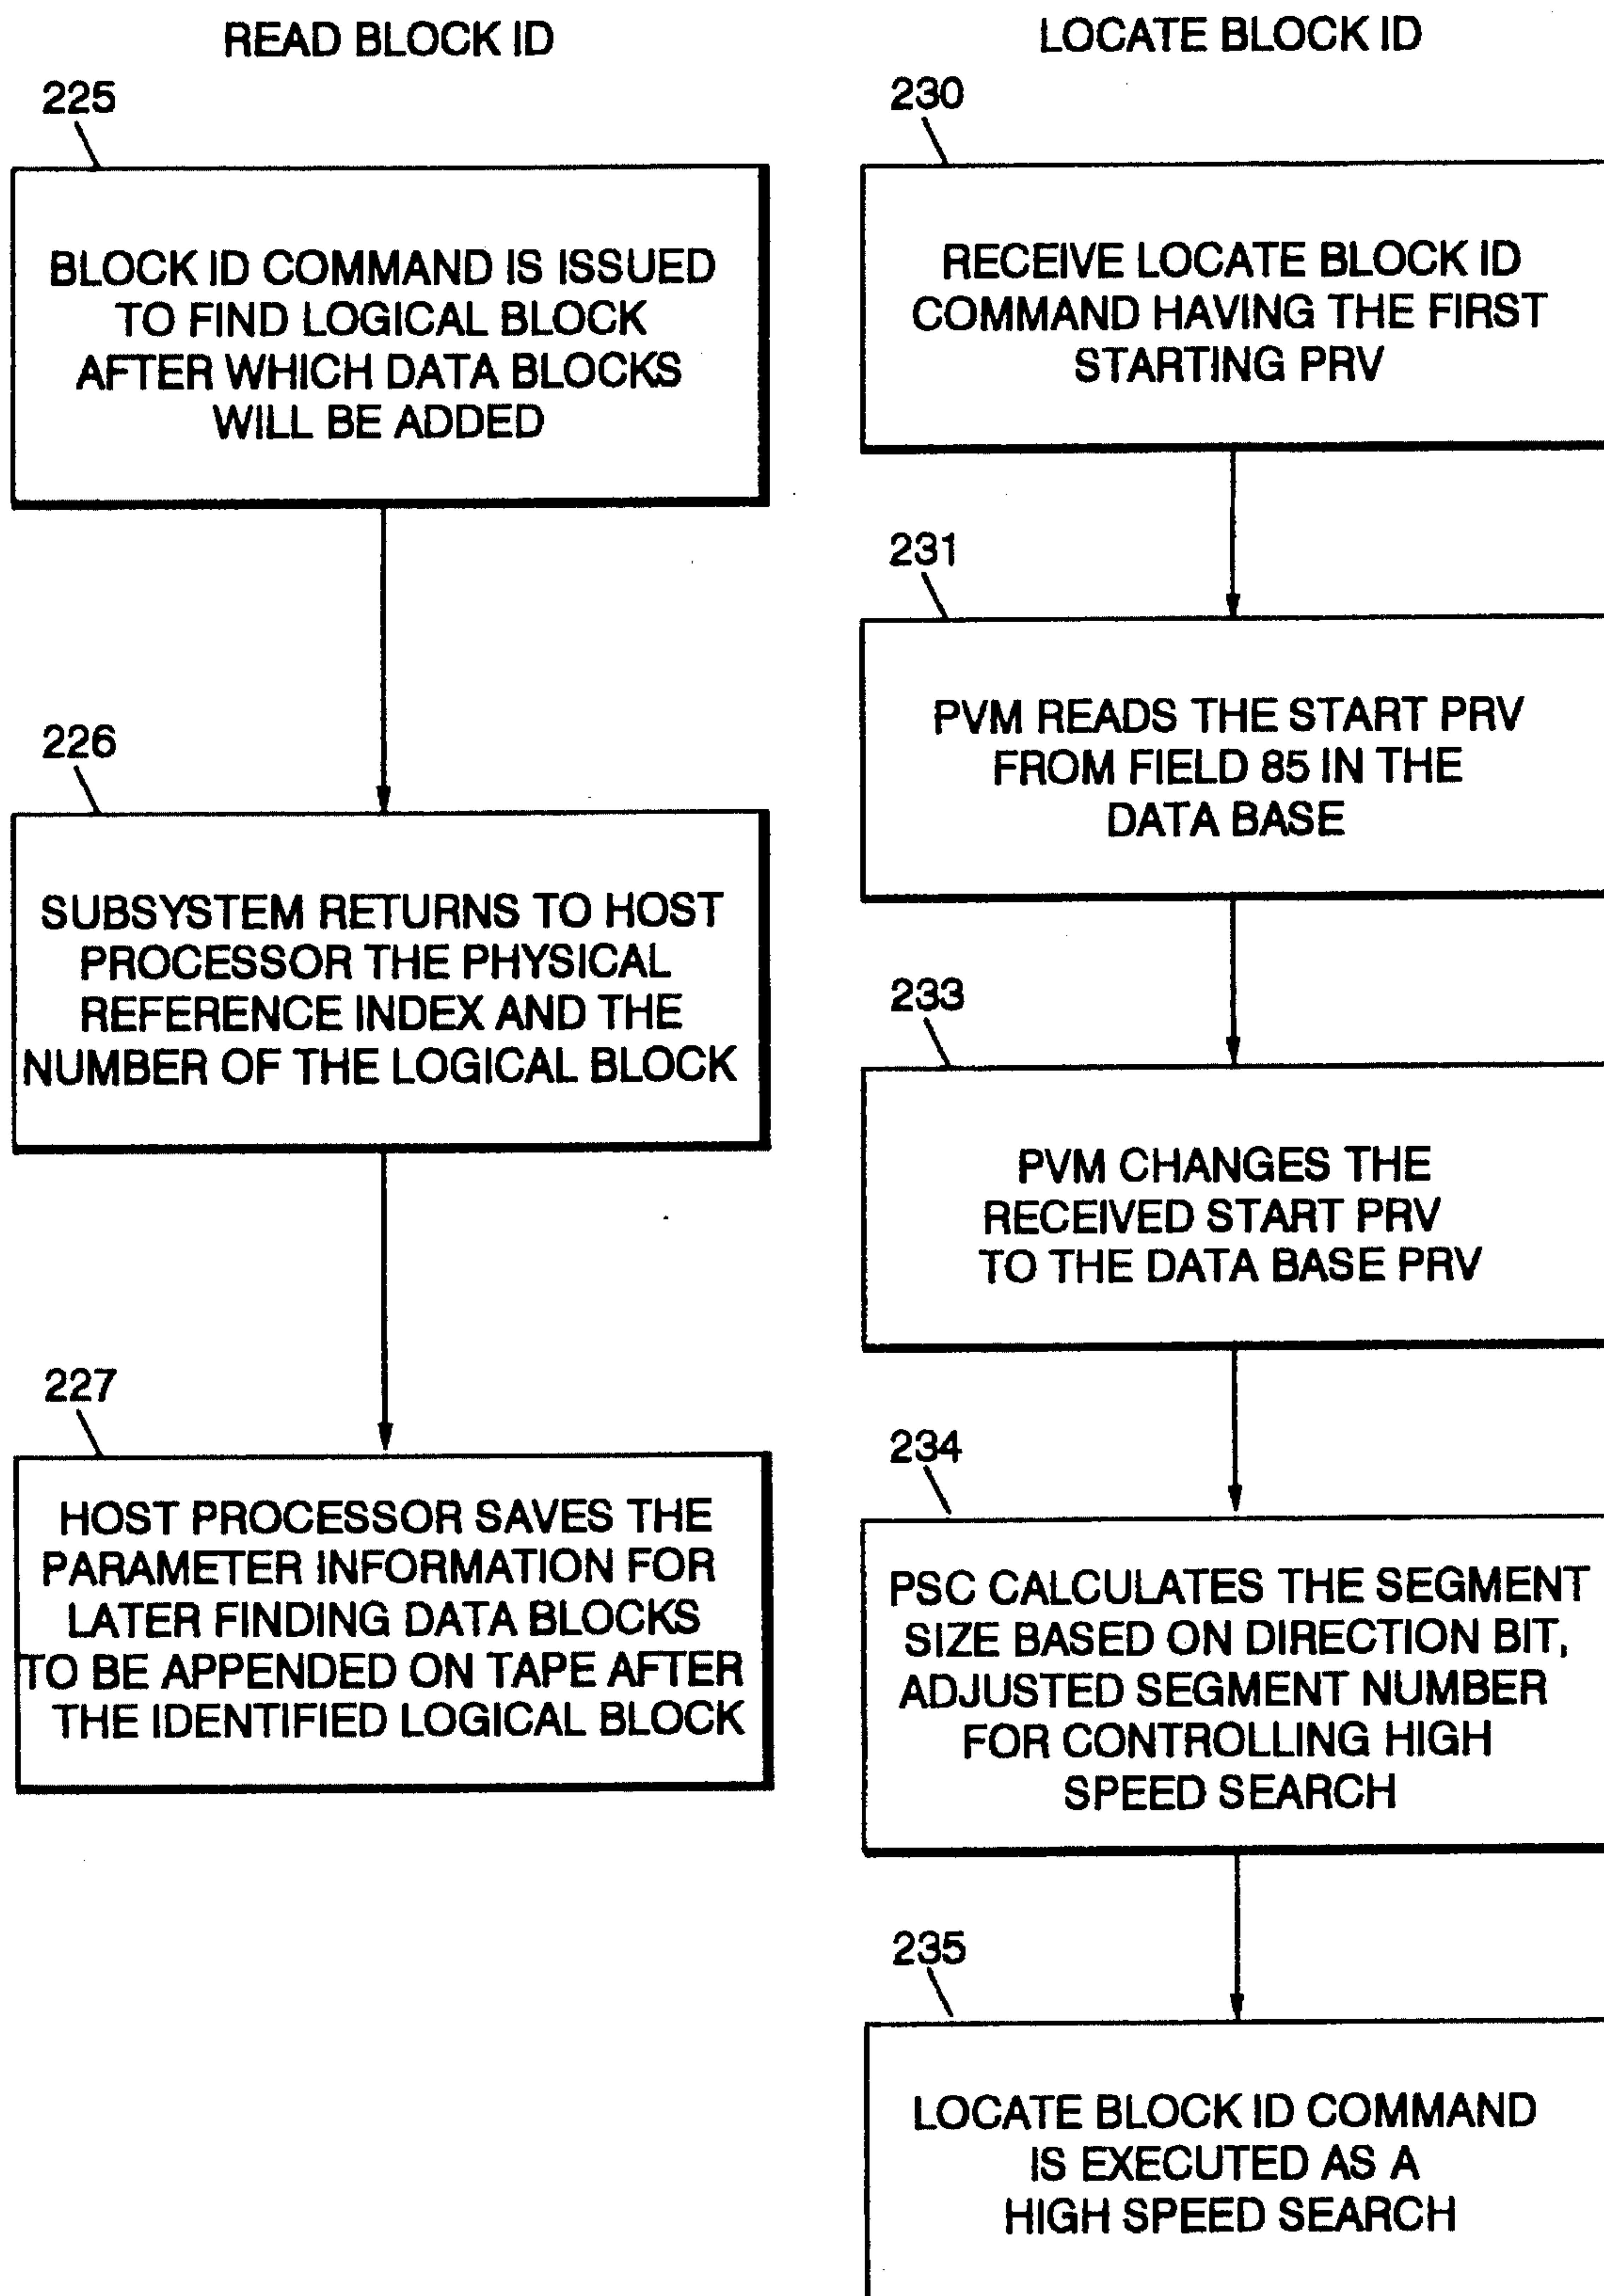 READ BLOCK ID
225
BLOCK ID COMMAND IS ISSUED
TO FIND LOGICAL BLOCK
AFTER WHICH DATA BLOCKS
WILL BE ADDED
226
SUBSYSTEM RETURNS TO HOST
PROCESSOR THE PHYSICAL
REFERENCE INDEX AND THE
NUMBER OF THE LOGICAL BLOCK
227
HOST PROCESSOR SAVES THE
PARAMETER INFORMATION FOR
LATER FINDING DATA BLOCKS
TO BE APPENDED ON TAPE AFTER
THE IDENTIFIED LOGICAL BLOCK
LOCATE BLOCK ID
230
RECEIVE LOCATE BLOCK ID
COMMAND HAVING THE FIRST
STARTING PRV
231
PVM READS THE START PRV
FROM FIELD 85 IN THE
DATA BASE
233
PVM CHANGES THE
RECEIVED START PRV
TO THE DATA BASE PRV
234
PSC CALCULATES THE SEGMENT
SIZE BASED ON DIRECTION BIT,
ADJUSTED SEGMENT NUMBER
FOR CONTROLLING HIGH
SPEED SEARCH
235
LOCATE BLOCK ID COMMAND
IS EXECUTED AS A
HIGH SPEED SEARCH